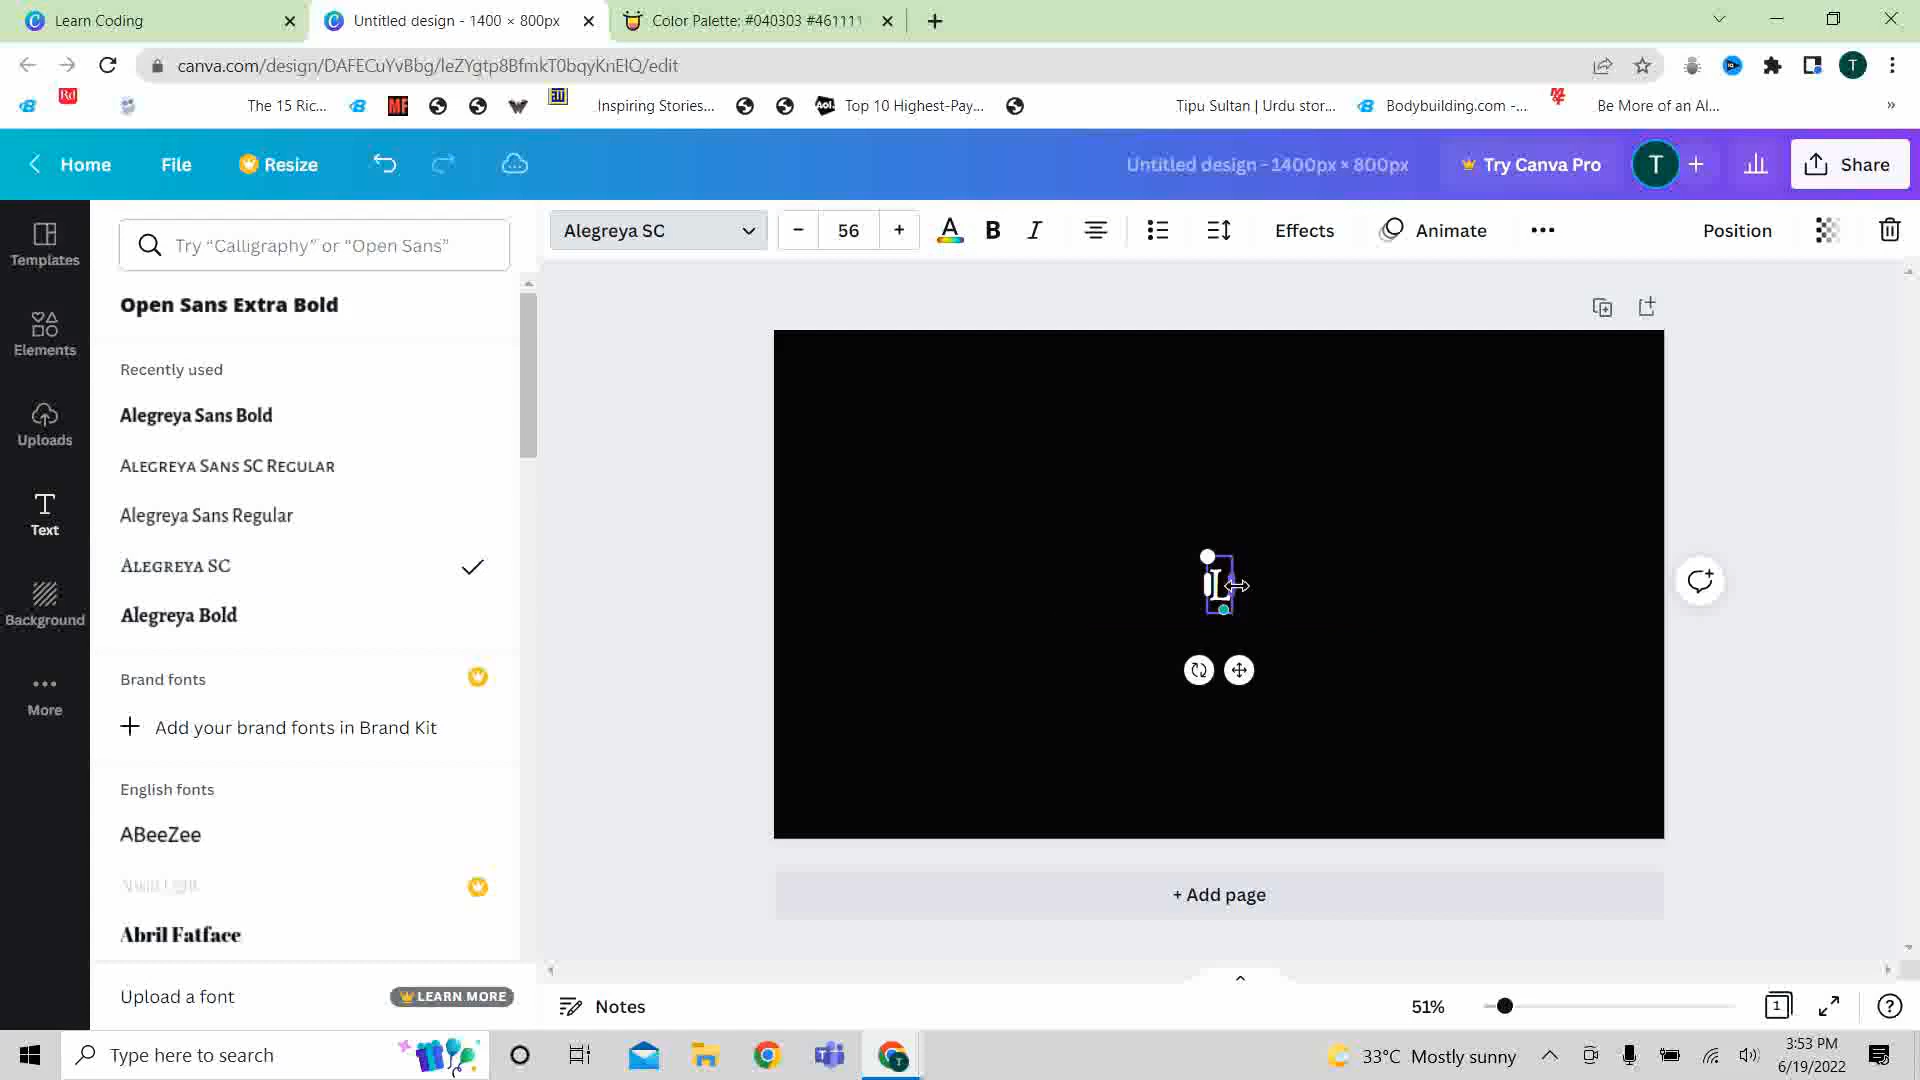 Learn Coding
Untitled design - 1400 × 800px
Color Palette: #040303 #461111
canva.com/design/DAFECuYvBbg/leZYgtp8BfmkT0bqyKnEIQ/edit
T
Rd
The 15 Ric...
MF
Inspiring Stories...
Aol.
Top 10 Highest-Pay...
Tipu Sultan | Urdu stor...
Bodybuilding.com -...
Be More of an Al...
»
Home
File
Resize
Untitled design - 1400px × 800px
Try Canva Pro
T
Share
Templates
Elements
Uploads
Text
Background
More
Try “Calligraphy” or “Open Sans”
Open Sans Extra Bold
Recently used
Alegreya Sans Bold
Alegreya Sans SC Regular
Alegreya Sans Regular
Alegreya SC
Alegreya Bold
Brand fonts
Add your brand fonts in Brand Kit
English fonts
ABeeZee
Abril Fatface
Upload a font
LEARN MORE
Alegreya SC
56
A
B
I
Effects
Animate
Position
L
+ Add page
Notes
51%
1
Type here to search
33°C Mostly sunny
3:53 PM
6/19/2022